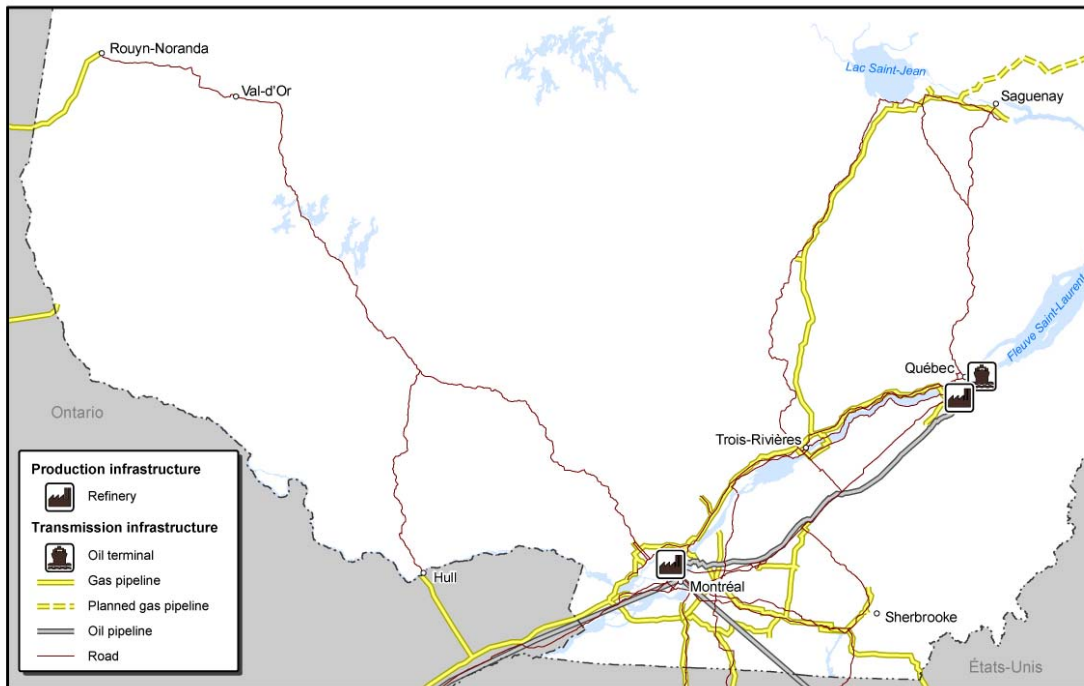 Rouyn-Noranda
Val-d'Or
Lac Saint-Jean
Saguenay
Fleuve Saint-Laurent
Québec
Ontario
Trois-Rivières
Hull
Montréal
Sherbrooke
États-Unis
Production infrastructure
Refinery
Transmission infrastructure
Oil terminal
Gas pipeline
Planned gas pipeline
Oil pipeline
Road